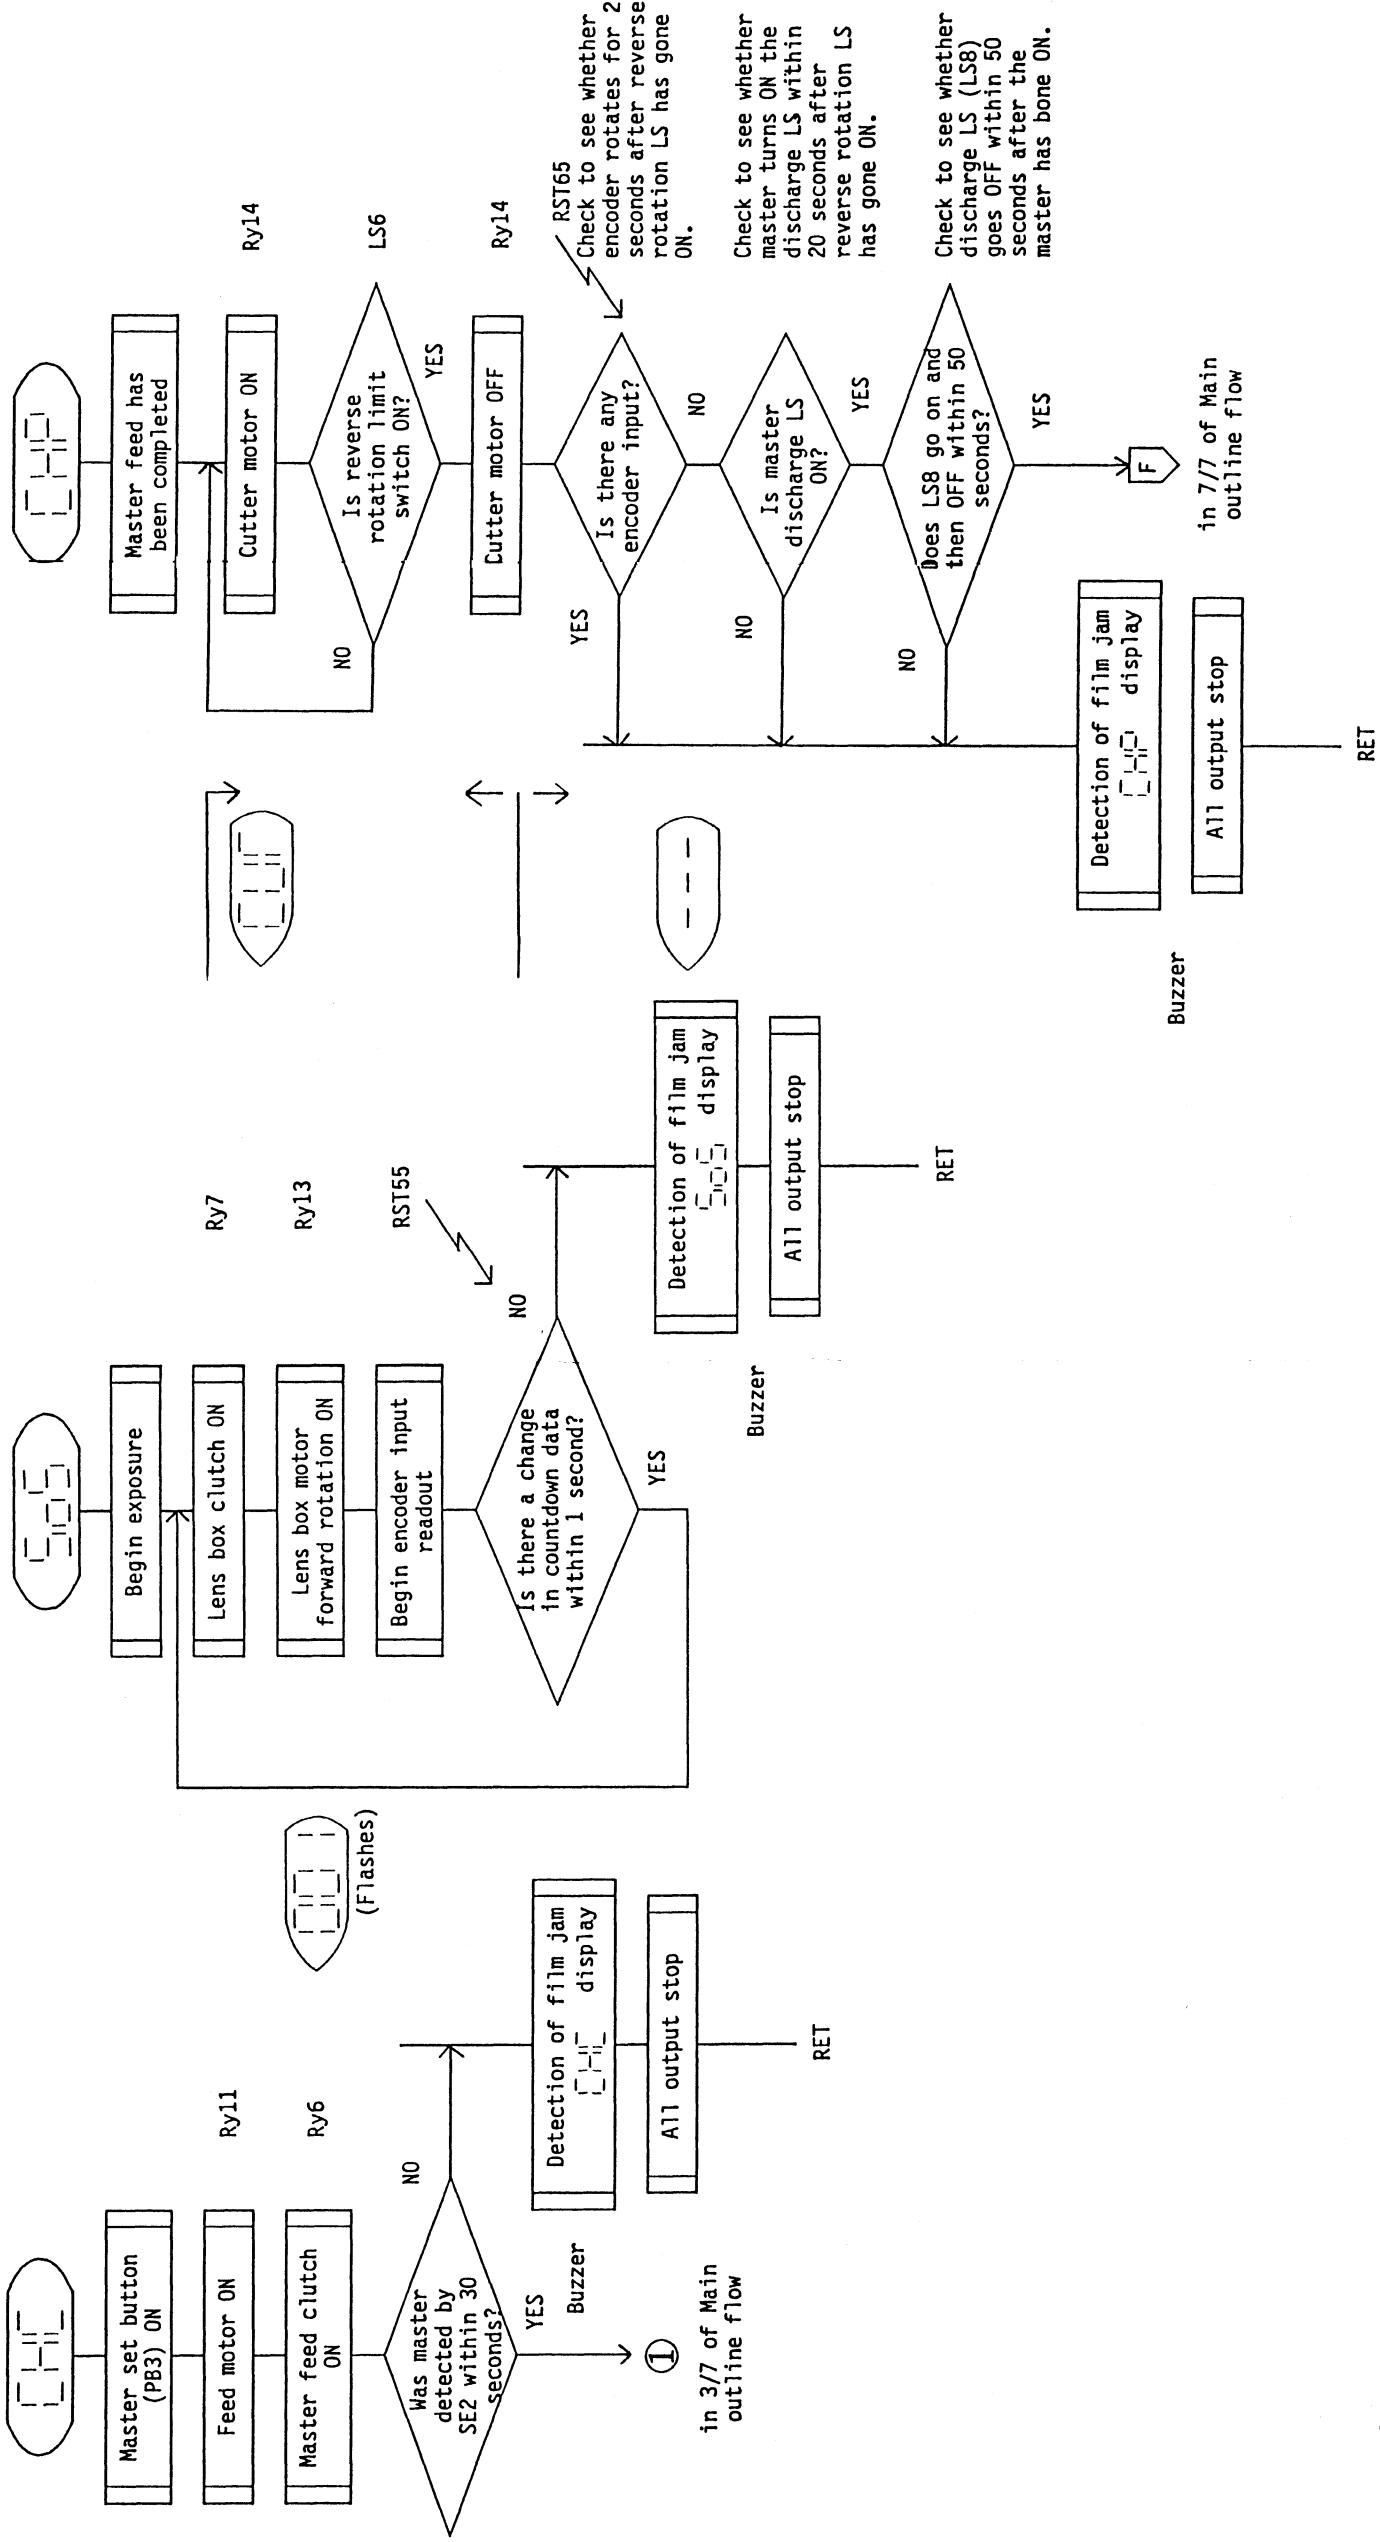 CHE
Master set button
(PB3) ON
Feed motor ON
Ry11
Master feed clutch
ON
Ry6
Was master
detected by
SE2 within 30
seconds?
NO
YES
①
in 3/7 of Main
outline flow
Buzzer
Detection of film jam
CHE display
All output stop
RET
SOS
Begin exposure
Lens box clutch ON
Ry7
Lens box motor
forward rotation ON
Ry13
Begin encoder input
readout
RST55
Is there a change
in countdown data
within 1 second?
NO
YES
001
(Flashes)
Buzzer
Detection of film jam
SOS display
All output stop
RET
CHP
Master feed has
been completed
Cutter motor ON
Ry14
Is reverse
rotation limit
switch ON?
LS6
NO
YES
Cutter motor OFF
Ry14
Is there any
encoder input?
YES
NO
RST65
Check to see whether
encoder rotates for 2
seconds after reverse
rotation LS has gone
ON.
Is master
discharge LS
ON?
NO
YES
Check to see whether
master turns ON the
discharge LS within
20 seconds after
reverse rotation LS
has gone ON.
Does LS8 go on and
then OFF within 50
seconds?
NO
YES
Check to see whether
discharge LS (LS8)
goes OFF within 50
seconds after the
master has bone ON.
F
in 7/7 of Main
outline flow
---
Buzzer
Detection of film jam
CHP display
All output stop
RET